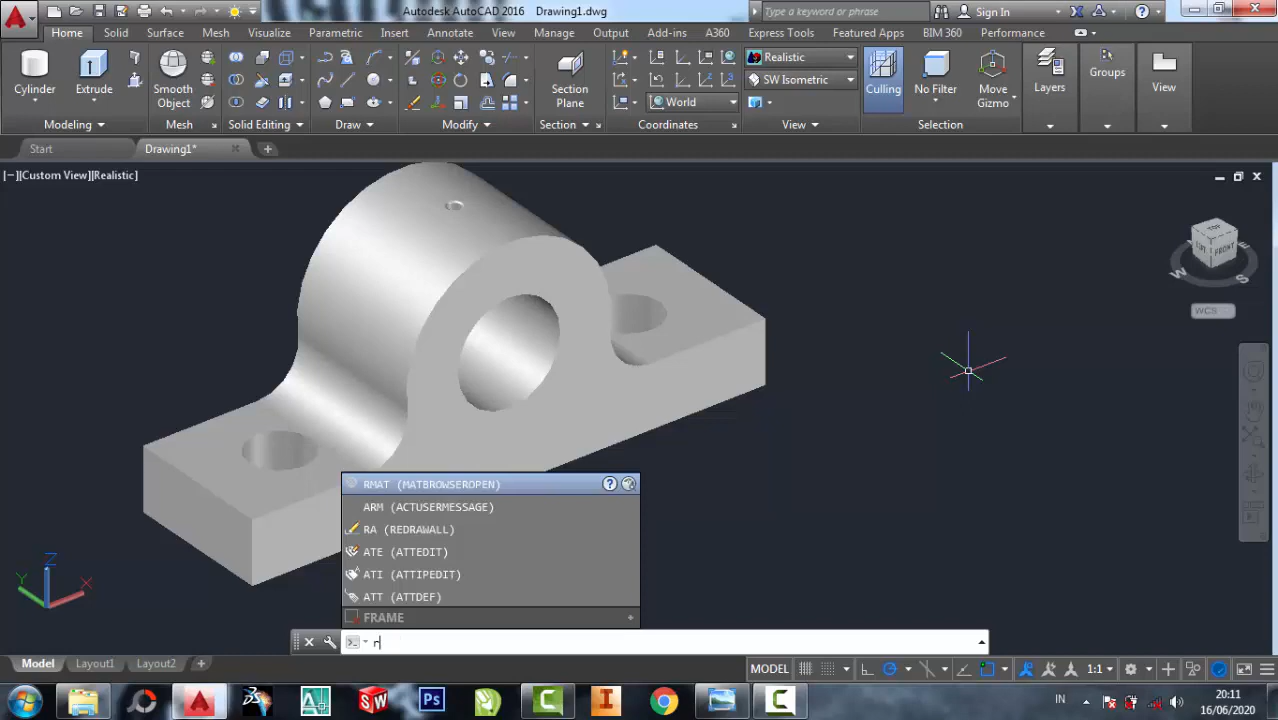 Autodesk AutoCAD 2016 Drawing1.dwg
Type a keyword or phrase
Sign In
Home Solid Surface Mesh Visualize Parametric Insert Annotate View Manage Output Add-ins A360 Express Tools Featured Apps BIM 360 Performance
Cylinder
Extrude
Smooth Object
Section Plane
World
Realistic
SW Isometric
Culling
No Filter
Move Gizmo
Layers
Groups
View
Modeling
Mesh
Solid Editing
Draw
Modify
Section
Coordinates
View
Selection
Start
Drawing1*
[−][Custom View][Realistic]
TOP
FRONT
W
S
WCS
Z
Y
X
RMAT (MATBROWSEROPEN)
ARM (ACTUSERMESSAGE)
RA (REDRAWALL)
ATE (ATTEDIT)
ATI (ATTIPEDIT)
ATT (ATTDEF)
FRAME
r
Model Layout1 Layout2
MODEL
1:1
Ps
IN
20:11
16/06/2020